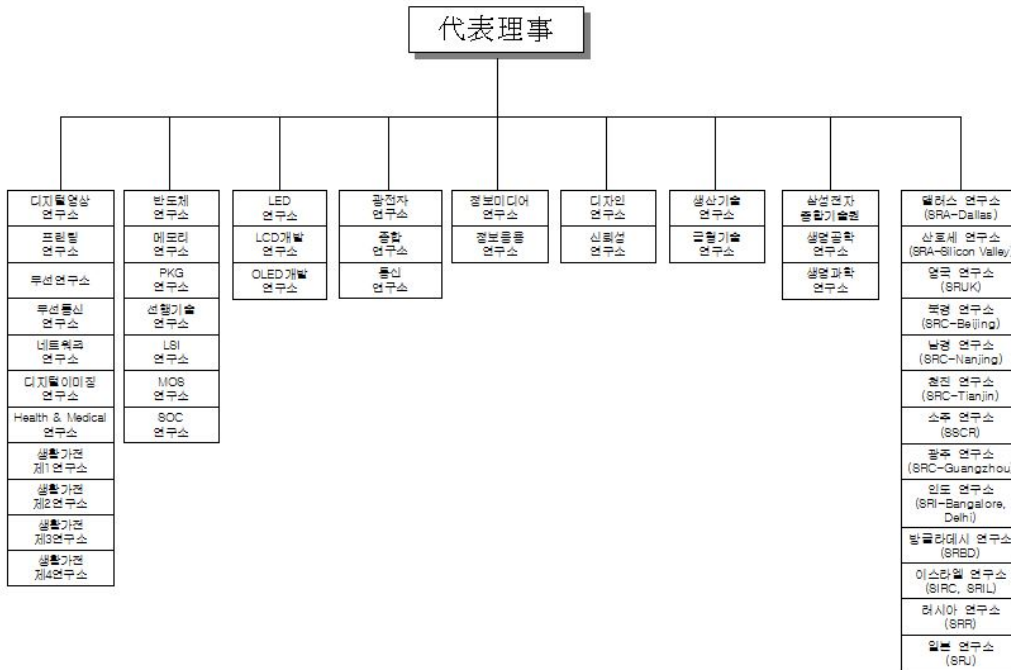 代表理事
디지털영상
연구소
프린팅
연구소
무선연구소
무선통신
연구소
네트워크
연구소
디지털이미징
연구소
Health & Medical
연구소
생활가전
제1연구소
생활가전
제2연구소
생활가전
제3연구소
생활가전
제4연구소
반도체
연구소
메모리
연구소
PKG
연구소
선행기술
연구소
LSI
연구소
MOS
연구소
SOC
연구소
LED
연구소
LCD개발
연구소
OLED개발
연구소
광전자
연구소
종합
연구소
통신
연구소
정보미디어
연구소
정보응용
연구소
디자인
연구소
신뢰성
연구소
생산기술
연구소
금형기술
연구소
삼성전자
종합기술원
생명공학
연구소
생명과학
연구소
댈러스 연구소
(SRA-Dallas)
산호세 연구소
(SRA-Silicon Valley)
영국 연구소
(SRUK)
북경 연구소
(SRC-Beijing)
남경 연구소
(SRC-Nanjing)
천진 연구소
(SRC-Tianjin)
소주 연구소
(SSCR)
광주 연구소
(SRC-Guangzhou)
인도 연구소
(SRI-Bangalore,
Delhi)
방글라데시 연구소
(SRBD)
이스라엘 연구소
(SIRC, SRIL)
러시아 연구소
(SRR)
일본 연구소
(SRJ)